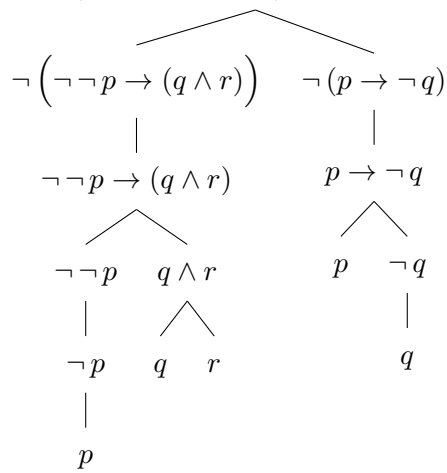 ¬ (¬ ¬ p → (q ∧ r)) ¬ (p → ¬ q)
¬ ¬ p → (q ∧ r) p → ¬ q
¬ ¬ p q ∧ r p ¬ q
¬ p q r q
p